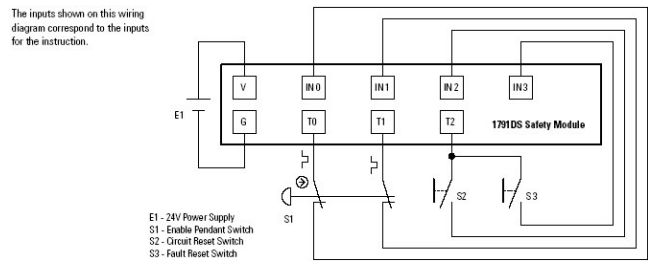 The inputs shown on this wiring
diagram correspond to the inputs
for the instruction.
V
IN 0
IN 1
IN 2
IN 3
E1
G
T0
T1
T2
1791DS Safety Module
S1
S2
S3
E1 - 24V Power Supply
S1 - Enable Pendant Switch
S2 - Circuit Reset Switch
S3 - Fault Reset Switch